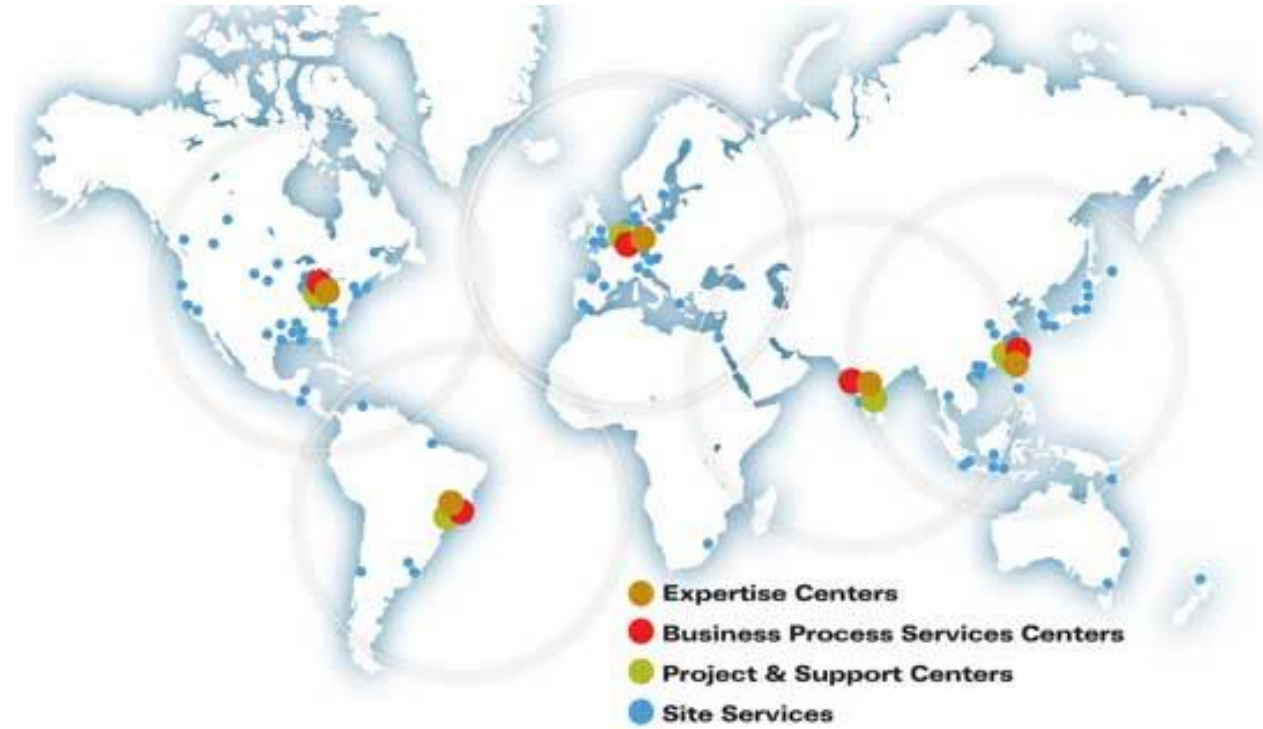 Expertise Centers
Business Process Services Centers
Project & Support Centers
Site Services